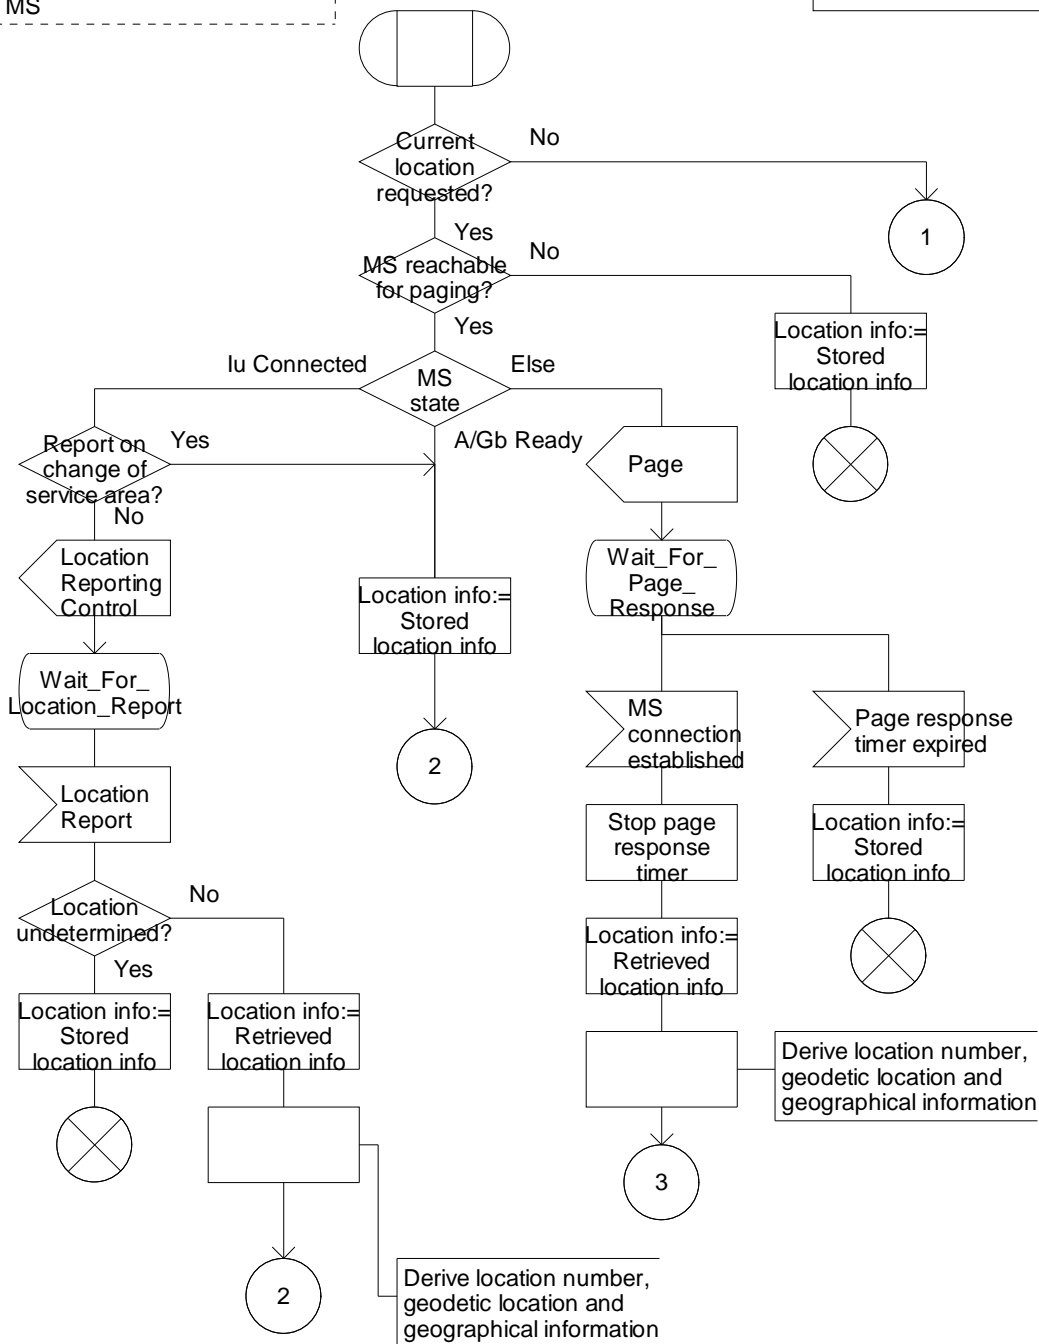 MS
Current
location
requested?
No
1
Yes
MS reachable
for paging?
No
Yes
Location info:=
Stored
location info
Iu Connected
MS
state
Else
A/Gb Ready
Report on
change of
service area?
Yes
No
Page
Location
Reporting
Control
Location info:=
Stored
location info
Wait_For_
Page_
Response
Wait_For_
Location_Report
2
MS
connection
established
Page response
timer expired
Location
Report
Stop page
response
timer
Location info:=
Stored
location info
Location
undetermined?
No
Yes
Location info:=
Retrieved
location info
Location info:=
Stored
location info
Location info:=
Retrieved
location info
Derive location number,
geodetic location and
geographical information
3
2
Derive location number,
geodetic location and
geographical information